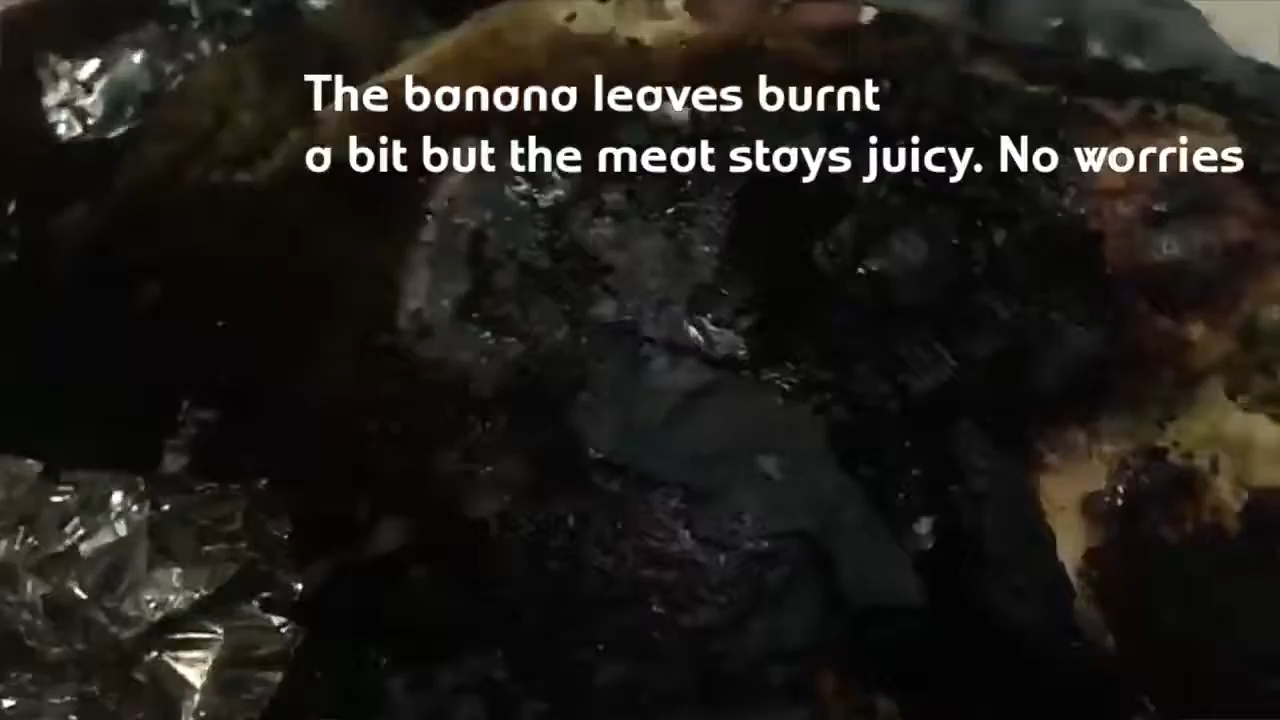 The banana leaves burnt
a bit but the meat stays juicy. No worries